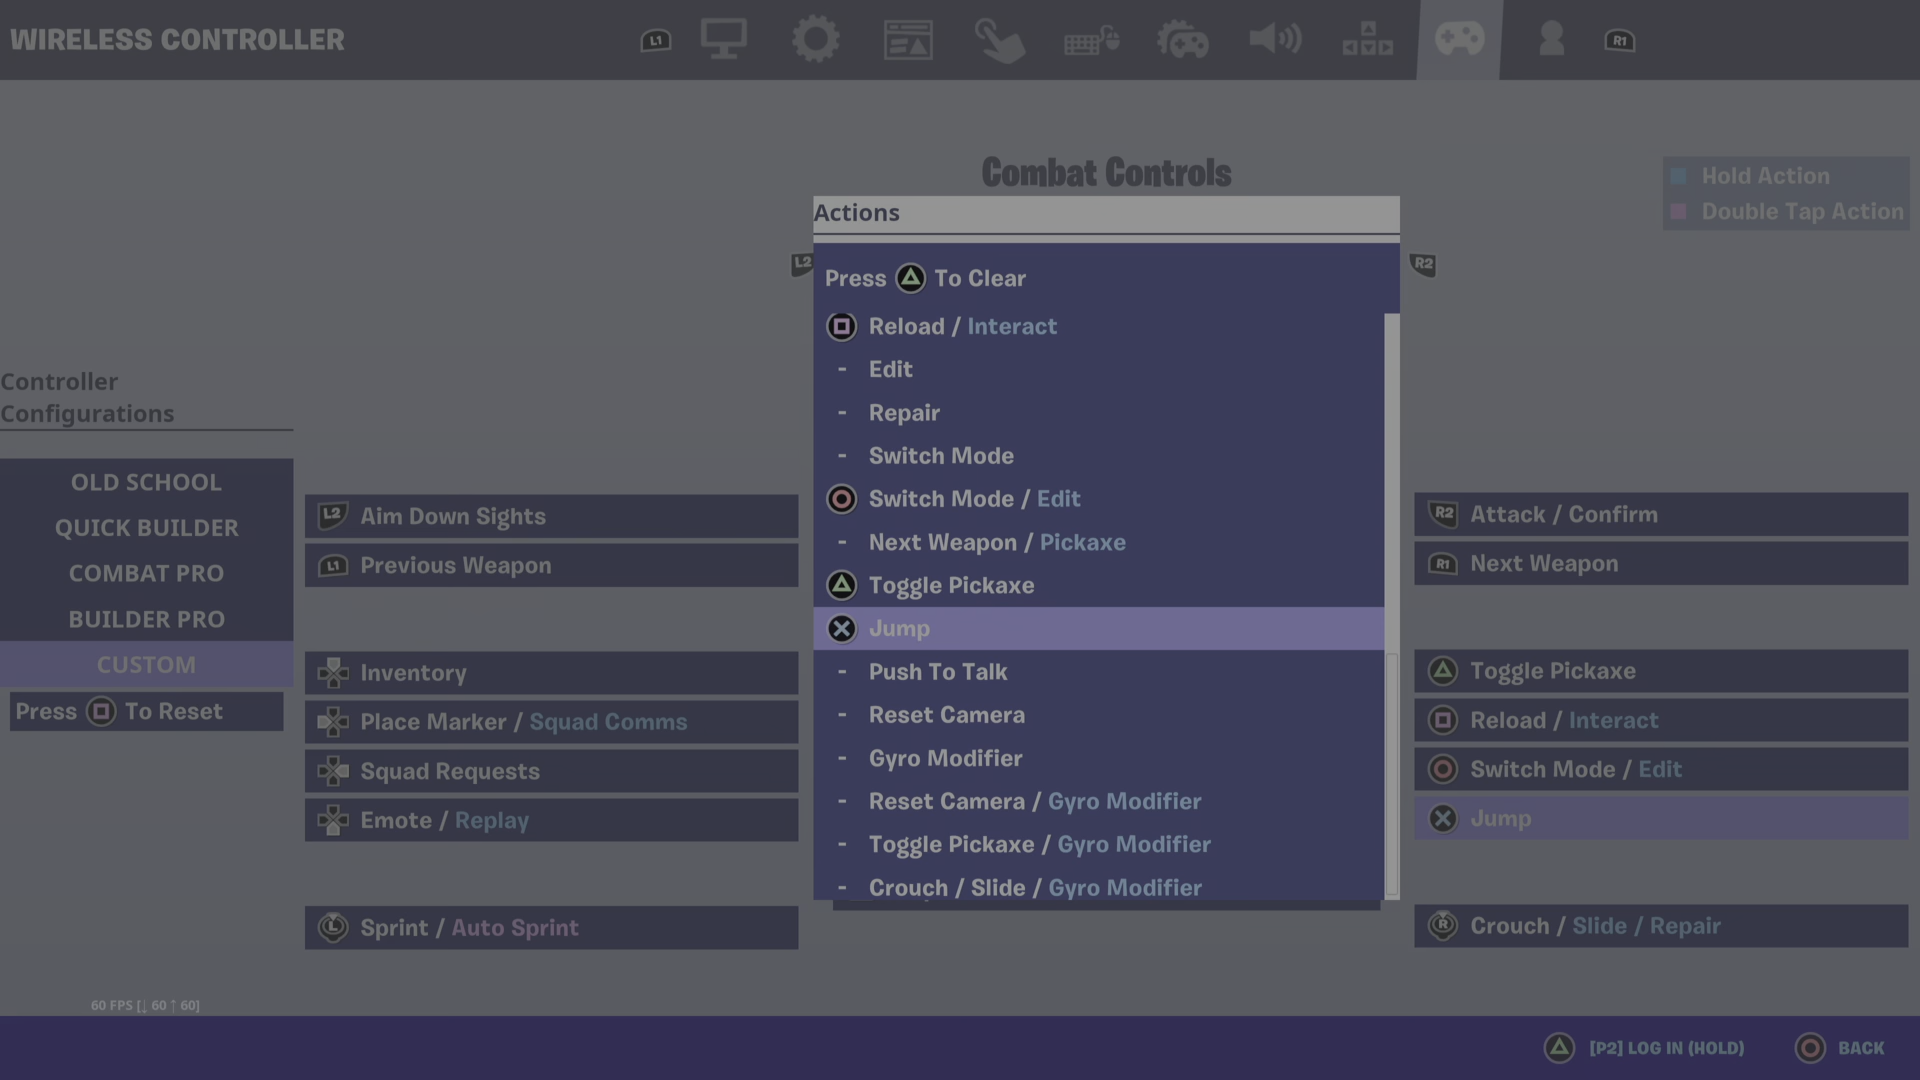 WIRELESS CONTROLLER
L1
R1
Combat Controls
Hold Action
Double Tap Action
Actions
L2
R2
Press To Clear
Reload / Interact
- Edit
- Repair
- Switch Mode
Switch Mode / Edit
- Next Weapon / Pickaxe
Toggle Pickaxe
Jump
- Push To Talk
- Reset Camera
- Gyro Modifier
- Reset Camera / Gyro Modifier
- Toggle Pickaxe / Gyro Modifier
- Crouch / Slide / Gyro Modifier
Controller
Configurations
OLD SCHOOL
QUICK BUILDER
COMBAT PRO
BUILDER PRO
CUSTOM
Press To Reset
L2 Aim Down Sights
L1 Previous Weapon
Inventory
Place Marker / Squad Comms
Squad Requests
Emote / Replay
L Sprint / Auto Sprint
R2 Attack / Confirm
R1 Next Weapon
Toggle Pickaxe
Reload / Interact
Switch Mode / Edit
Jump
R Crouch / Slide / Repair
60 FPS [↓ 60 ↑ 60]
[P2] LOG IN (HOLD)
BACK